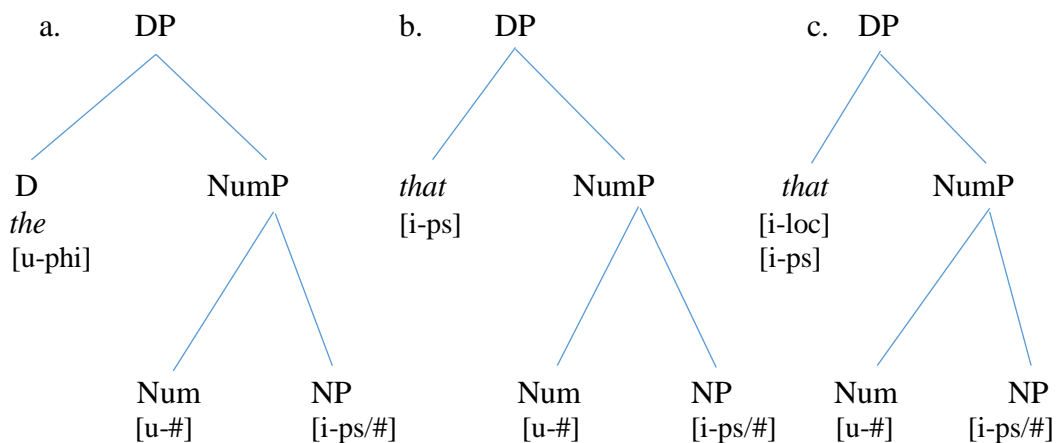 a. DP b. DP c. DP
D NumP that NumP that NumP
the [i-ps] [i-loc]
[u-phi] [i-ps]
Num NP Num NP Num NP
[u-#] [i-ps/#] [u-#] [i-ps/#] [u-#] [i-ps/#]